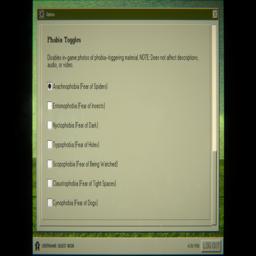 Options
Phobia Toggles
Disables in-game photos of phobia-triggering material. NOTE: Does not affect descriptions,
audio, or video.
Arachnophobia (Fear of Spiders)
Entomophobia (Fear of Insects)
Nyctophobia (Fear of Dark)
Trypophobia (Fear of Holes)
Scopophobia (Fear of Being Watched)
Claustrophobia (Fear of Tight Spaces)
Cynophobia (Fear of Dogs)
LOG OUT